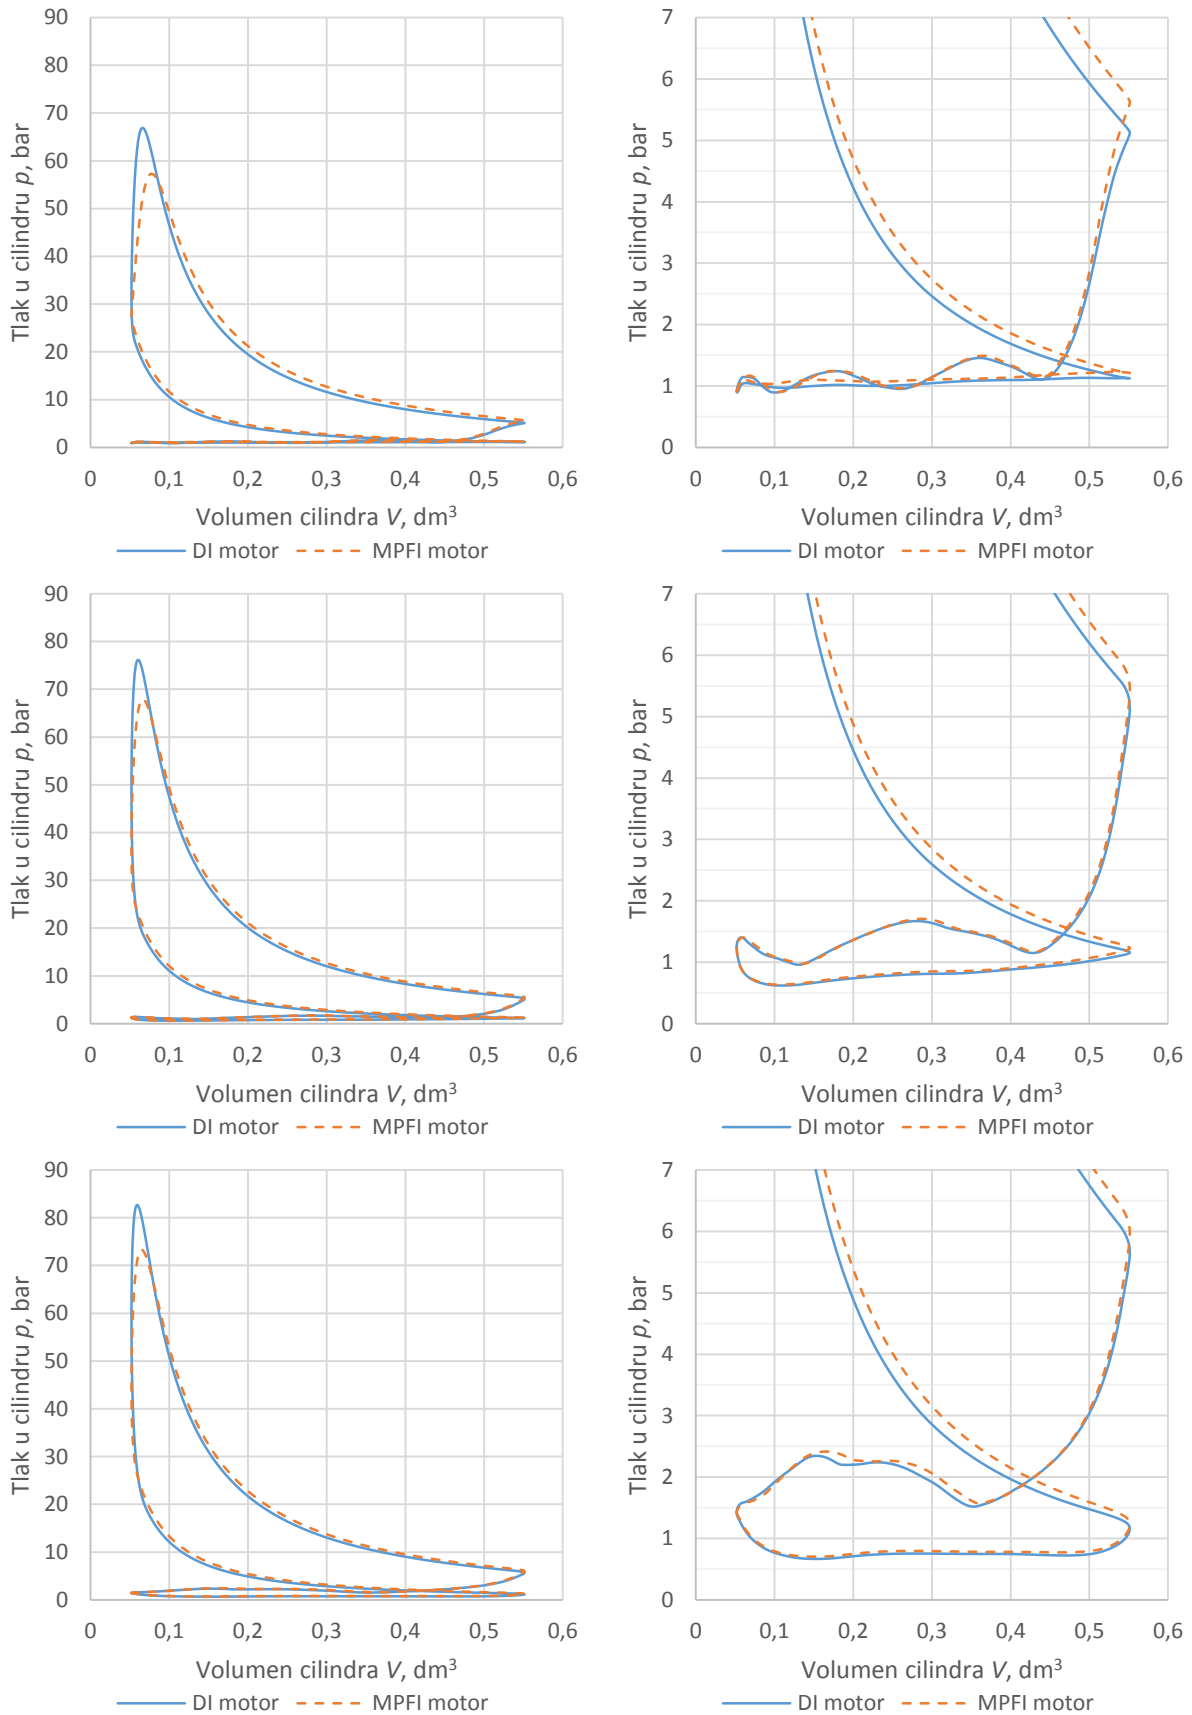 90
80
70
60
50
40
30
20
10
0
Tlak u cilindru p, bar
0 0,1 0,2 0,3 0,4 0,5 0,6
Volumen cilindra V, dm³
DI motor MPFI motor
7
6
5
4
3
2
1
0
Tlak u cilindru p, bar
0 0,1 0,2 0,3 0,4 0,5 0,6
Volumen cilindra V, dm³
DI motor MPFI motor
90
80
70
60
50
40
30
20
10
0
Tlak u cilindru p, bar
0 0,1 0,2 0,3 0,4 0,5 0,6
Volumen cilindra V, dm³
DI motor MPFI motor
7
6
5
4
3
2
1
0
Tlak u cilindru p, bar
0 0,1 0,2 0,3 0,4 0,5 0,6
Volumen cilindra V, dm³
DI motor MPFI motor
90
80
70
60
50
40
30
20
10
0
Tlak u cilindru p, bar
0 0,1 0,2 0,3 0,4 0,5 0,6
Volumen cilindra V, dm³
DI motor MPFI motor
7
6
5
4
3
2
1
0
Tlak u cilindru p, bar
0 0,1 0,2 0,3 0,4 0,5 0,6
Volumen cilindra V, dm³
DI motor MPFI motor